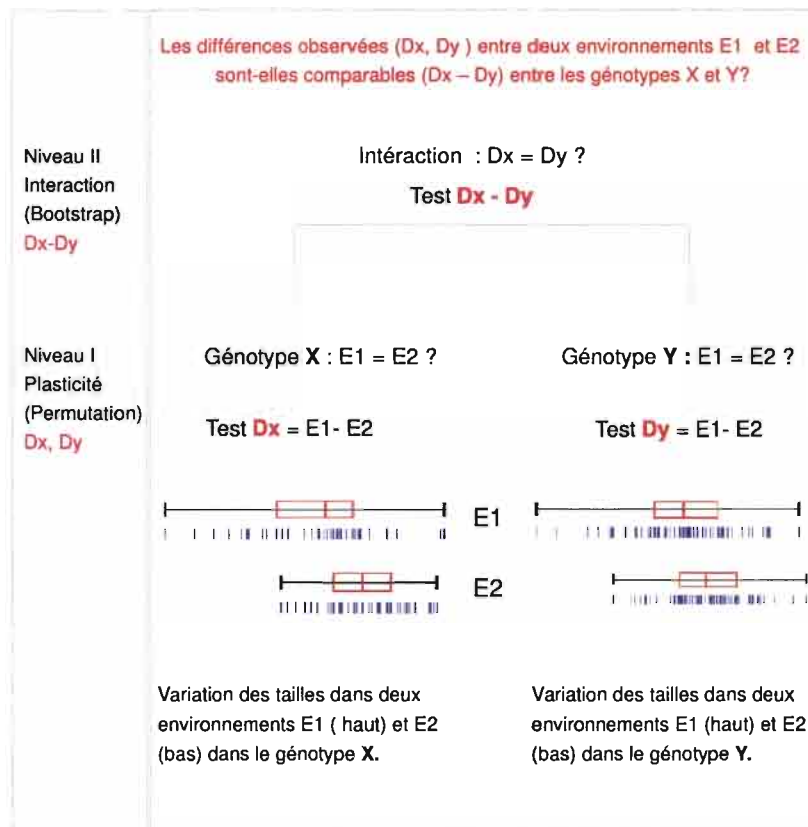 Les différences observées (Dx, Dy ) entre deux environnements E1 et E2
sont-elles comparables (Dx – Dy) entre les génotypes X et Y?
Niveau II
Interaction
(Bootstrap)
Dx-Dy
Intéraction : Dx = Dy ?
Test Dx - Dy
Niveau I
Plasticité
(Permutation)
Dx, Dy
Génotype X : E1 = E2 ?
Test Dx = E1- E2
Génotype Y : E1 = E2 ?
Test Dy = E1- E2
E1
E2
Variation des tailles dans deux
environnements E1 ( haut) et E2
(bas) dans le génotype X.
Variation des tailles dans deux
environnements E1 (haut) et E2
(bas) dans le génotype Y.